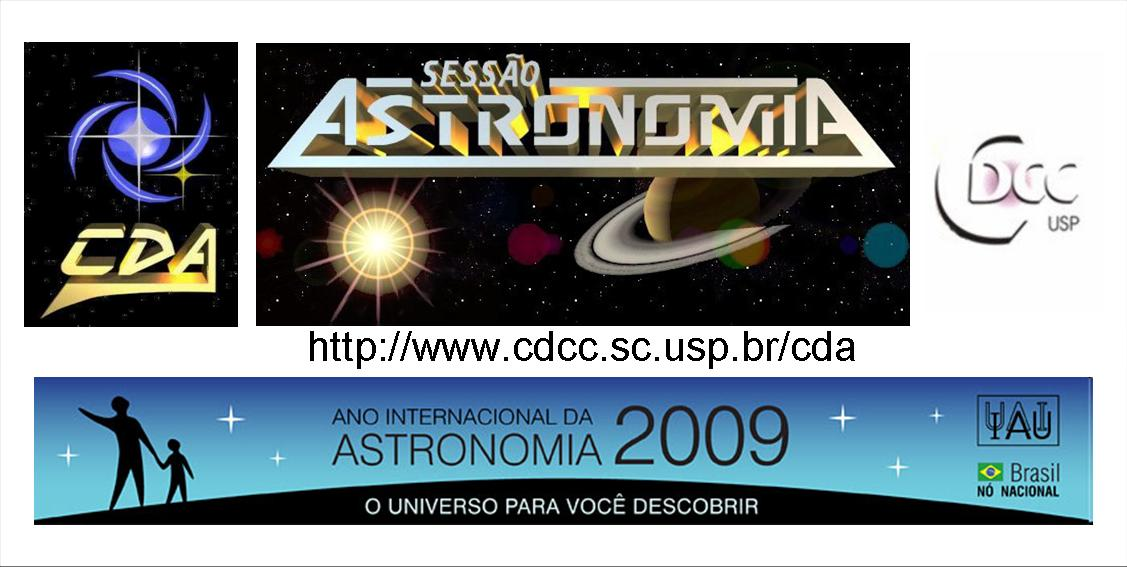 SESSÃO
ASTRONOMIA
CDA
CDCC
USP
http://www.cdcc.sc.usp.br/cda
ANO INTERNACIONAL DA
ASTRONOMIA 2009
O UNIVERSO PARA VOCÊ DESCOBRIR
IAU
Brasil
NÓ NACIONAL